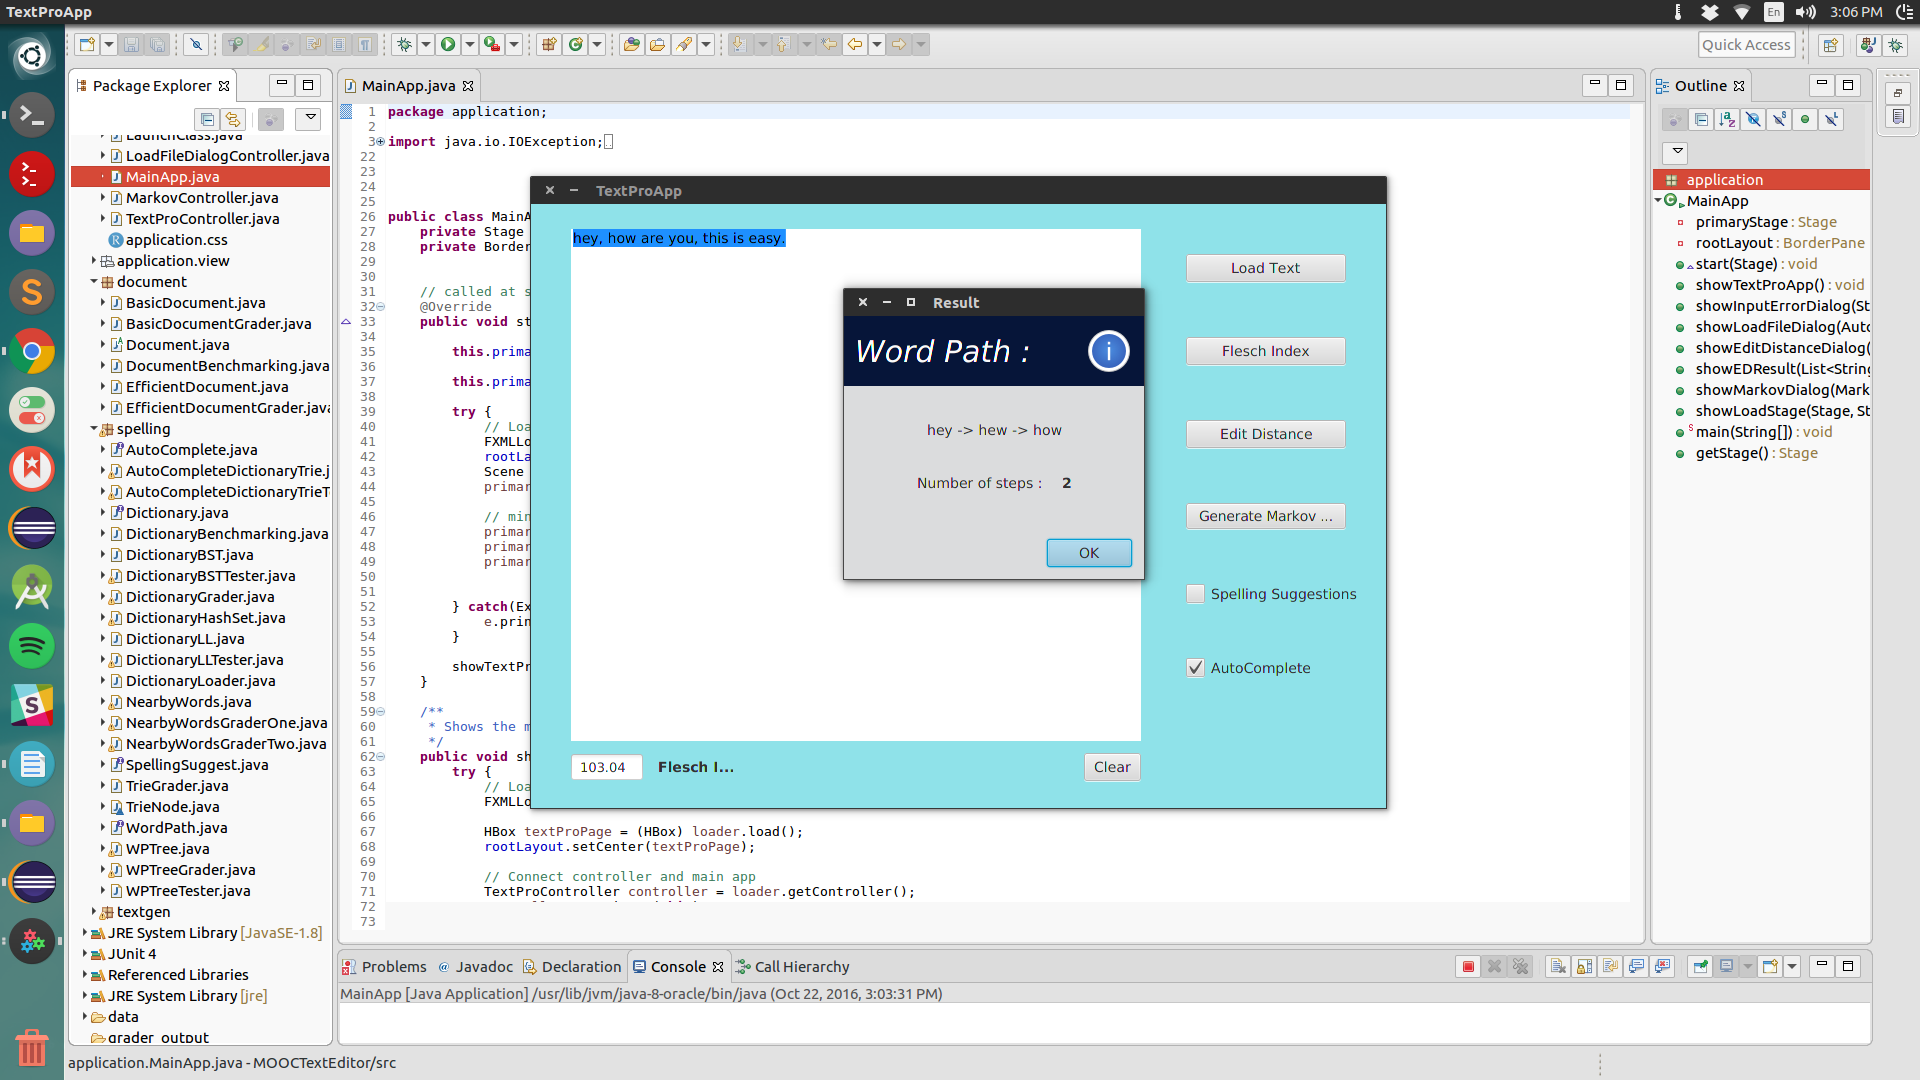 TextProApp
En
3:06 PM
Quick Access
Package Explorer
LaunchClass.java
LoadFileDialogController.java
MainApp.java
MarkovController.java
TextProController.java
application.css
application.view
document
BasicDocument.java
BasicDocumentGrader.java
Document.java
DocumentBenchmarking.java
EfficientDocument.java
EfficientDocumentGrader.java
spelling
AutoComplete.java
AutoCompleteDictionaryTrie.j
AutoCompleteDictionaryTrieT
Dictionary.java
DictionaryBenchmarking.java
DictionaryBST.java
DictionaryBSTTester.java
DictionaryGrader.java
DictionaryHashSet.java
DictionaryLL.java
DictionaryLLTester.java
DictionaryLoader.java
NearbyWords.java
NearbyWordsGraderOne.java
NearbyWordsGraderTwo.java
SpellingSuggest.java
TrieGrader.java
TrieNode.java
WordPath.java
WPTree.java
WPTreeGrader.java
WPTreeTester.java
textgen
JRE System Library [JavaSE-1.8]
JUnit 4
Referenced Libraries
JRE System Library [jre]
data
grader_output
MainApp.java
1 package application;
2
3 import java.io.IOException;
22
23
24
25
26 public class MainA
27 private Stage
28 private Border
29
30
31 // called at s
32 @Override
33 public void st
34
35 this.prima
36
37 this.prima
38
39 try {
40 // Loa
41 FXMLLo
42 rootLa
43 Scene
44 primar
45
46 // min
47 primar
48 primar
49 primar
50
51
52 } catch(Ex
53 e.prin
54 }
55
56 showTextPr
57 }
58
59 /**
60 * Shows the m
61 */
62 public void sh
63 try {
64 // Loa
65 FXMLLo
66
67 HBox textProPage = (HBox) loader.load();
68 rootLayout.setCenter(textProPage);
69
70 // Connect controller and main app
71 TextProController controller = loader.getController();
72
73
TextProApp
hey, how are you, this is easy.
Load Text
Flesch Index
Edit Distance
Generate Markov ...
Spelling Suggestions
AutoComplete
103.04
Flesch I...
Clear
Result
Word Path :
hey -> hew -> how
Number of steps : 2
OK
Outline
application
MainApp
primaryStage : Stage
rootLayout : BorderPane
start(Stage) : void
showTextProApp() : void
showInputErrorDialog(St
showLoadFileDialog(Auto
showEditDistanceDialog(
showEDResult(List<String
showMarkovDialog(Mark
showLoadStage(Stage, St
main(String[]) : void
getStage() : Stage
Problems
@ Javadoc
Declaration
Console
Call Hierarchy
MainApp [Java Application] /usr/lib/jvm/java-8-oracle/bin/java (Oct 22, 2016, 3:03:31 PM)
application.MainApp.java - MOOCTextEditor/src